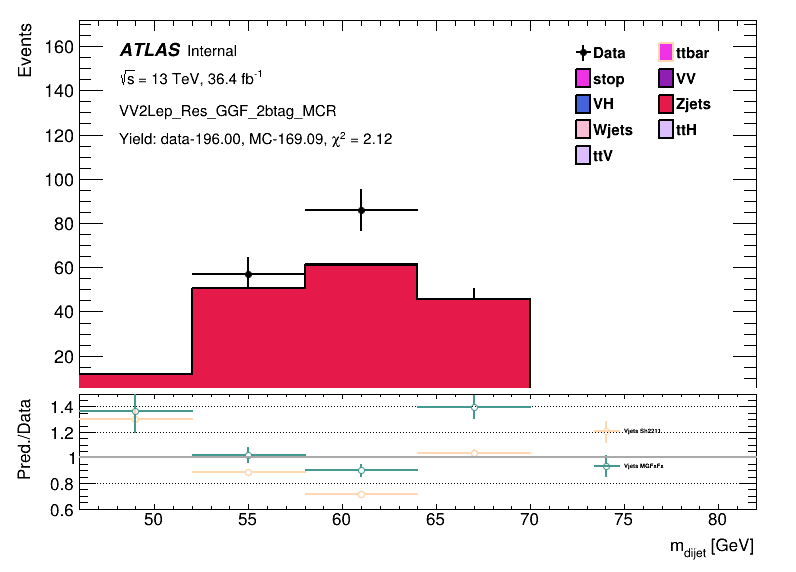 Events
ATLAS Internal
√s = 13 TeV, 36.4 fb⁻¹
VV2Lep_Res_GGF_2btag_MCR
Yield: data-196.00, MC-169.09, χ² = 2.12
Data ttbar
stop VV
VH Zjets
Wjets ttH
ttV
160
140
120
100
80
60
40
20
Pred./Data
1.4
1.2
1
0.8
0.6
Vjets Sh2211
Vjets MGFxFx
50 55 60 65 70 75 80
m_dijet [GeV]